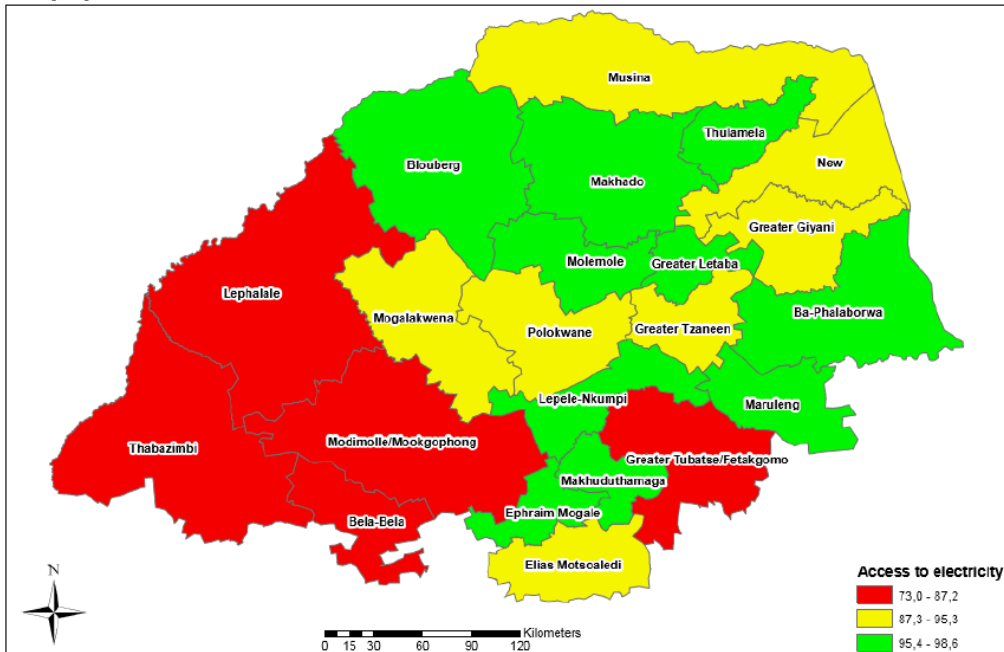 Musina
Thulamela
Blouberg
New
Makhado
Greater Giyani
Molemole
Greater Letaba
Lephalale
Ba-Phalaborwa
Mogalakwena
Polokwane
Greater Tzaneen
Lepele-Nkumpi
Maruleng
Modimolle/Mookgophong
Thabazimbi
Greater Tubatse/Fetakgomo
Makhuduthamaga
Bela-Bela
Ephraim Mogale
Elias Motsoaledi
N
Access to electricity
73,0 - 87,2
87,3 - 95,3
95,4 - 98,6
Kilometers
0 15 30 60 90 120